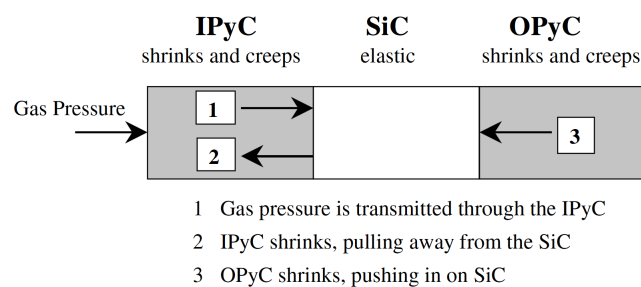 IPyC SiC OPyC
shrinks and creeps elastic shrinks and creeps
Gas Pressure
1
2
3
1 Gas pressure is transmitted through the IPyC
2 IPyC shrinks, pulling away from the SiC
3 OPyC shrinks, pushing in on SiC